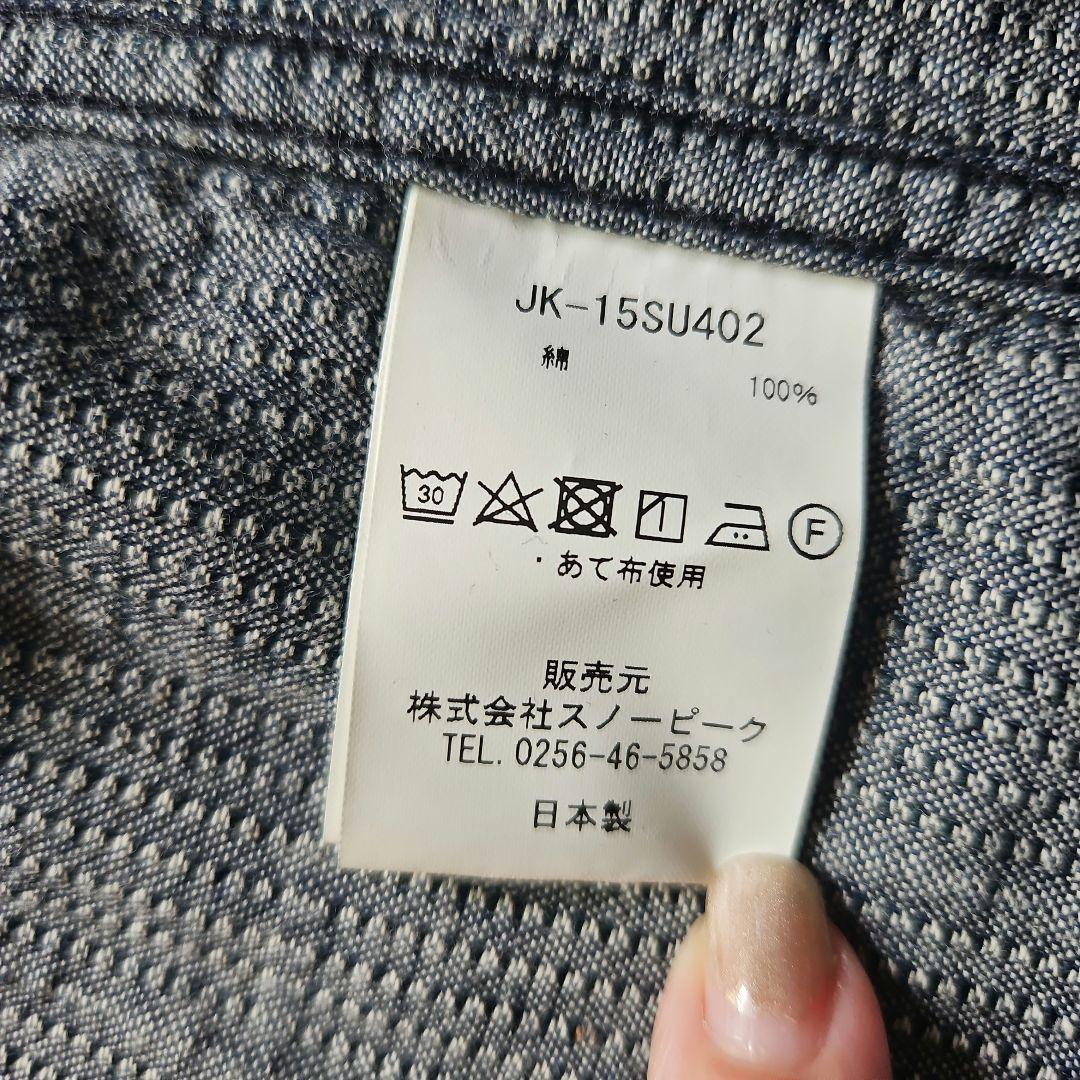 JK-15SU402
綿 100%
30 F
・あて布使用
販売元
株式会社スノーピーク
TEL. 0256-46-5858
日本製